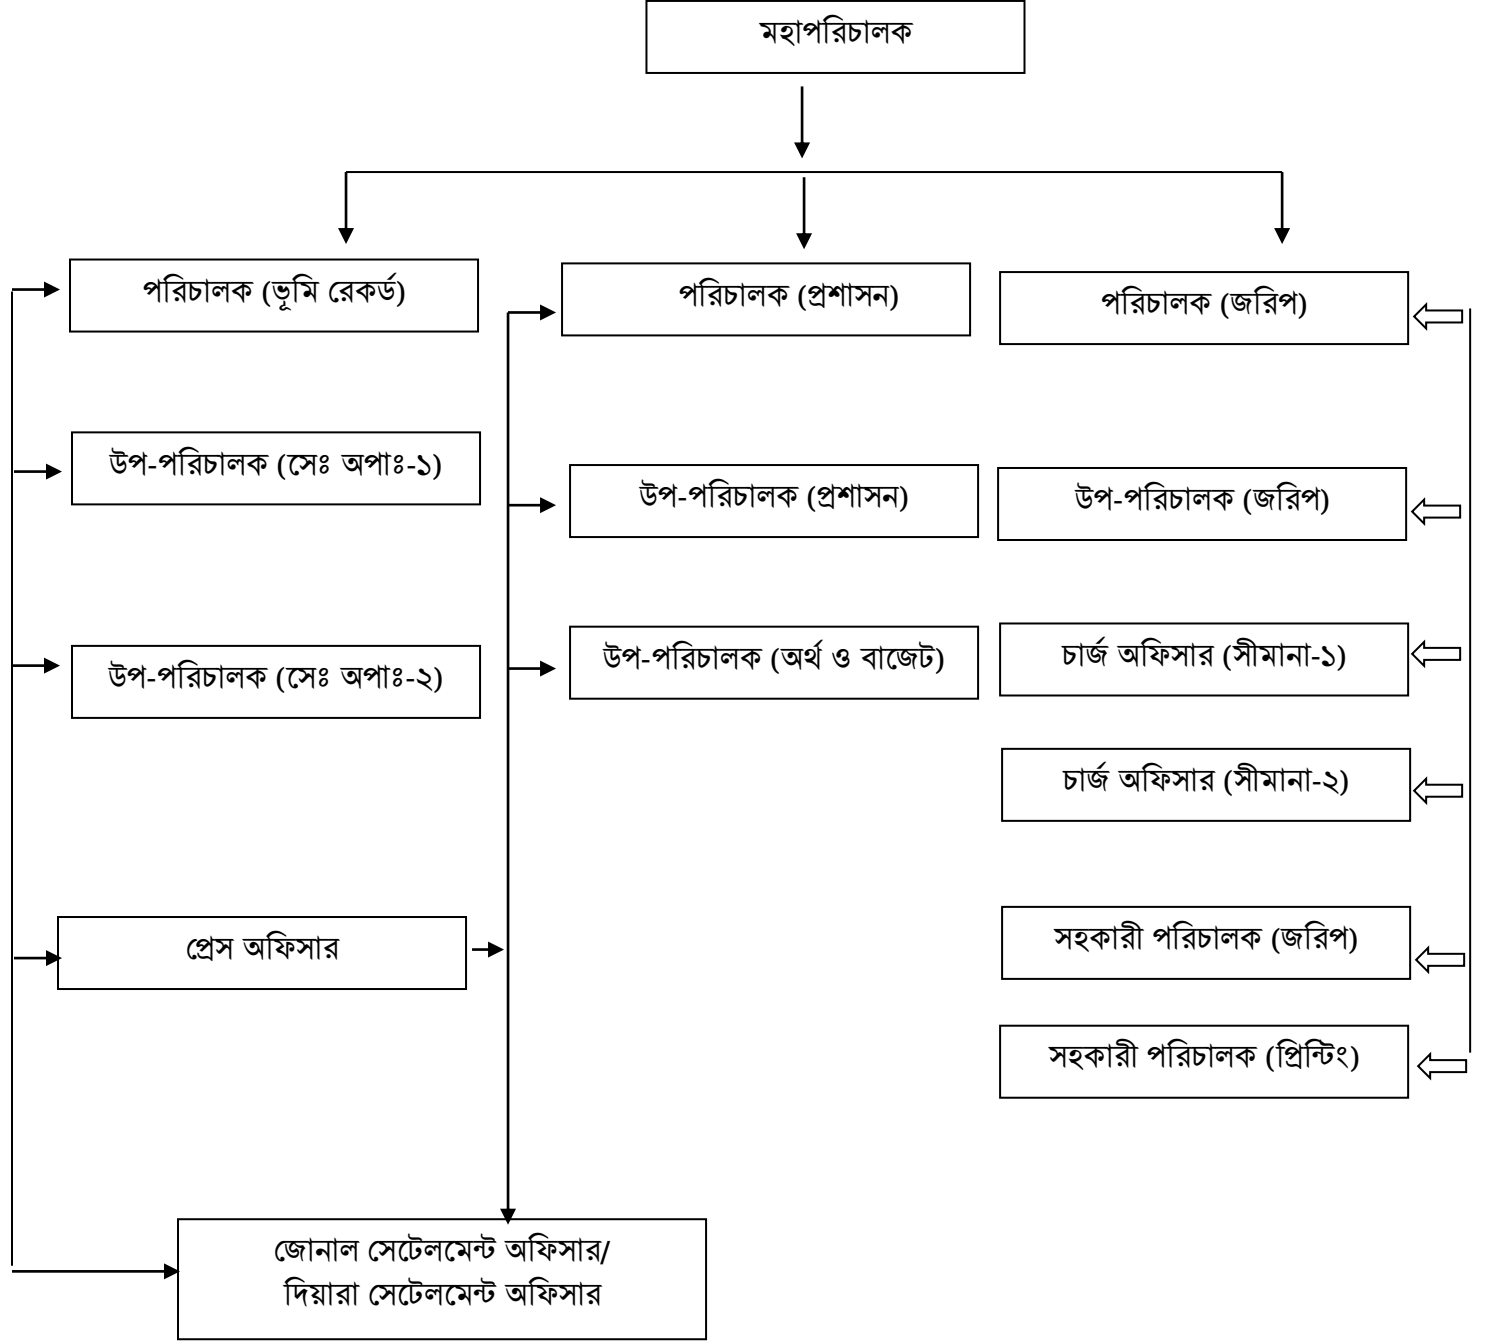 মহাপরিচালক
পরিচালক (ভূমি রেকর্ড)
পরিচালক (প্রশাসন)
পরিচালক (জরিপ)
উপ-পরিচালক (সেঃ অপাঃ-১)
উপ-পরিচালক (প্রশাসন)
উপ-পরিচালক (জরিপ)
উপ-পরিচালক (সেঃ অপাঃ-২)
উপ-পরিচালক (অর্থ ও বাজেট)
চার্জ অফিসার (সীমানা-১)
চার্জ অফিসার (সীমানা-২)
প্রেস অফিসার
সহকারী পরিচালক (জরিপ)
সহকারী পরিচালক (প্রিন্টিং)
জোনাল সেটেলমেন্ট অফিসার/
দিয়ারা সেটেলমেন্ট অফিসার